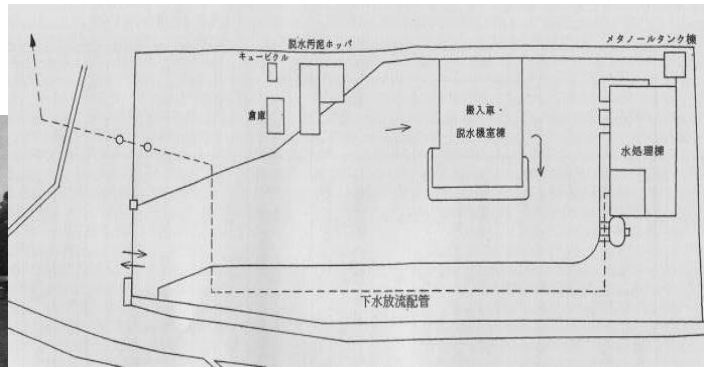 脱水汚泥ホッパ
メタノールタンク棟
キュービクル
倉庫
搬入車・
脱水機室棟
水処理棟
下水放流配管